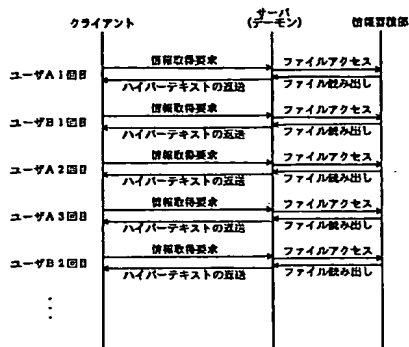 クライアント
サーバ
(デーモン)
情報蓄積部
情報取得要求
ファイルアクセス
ユーザA1回目
ハイパーテキストの返送
ファイル読み出し
情報取得要求
ファイルアクセス
ユーザB1回目
ハイパーテキストの返送
ファイル読み出し
情報取得要求
ファイルアクセス
ユーザA2回目
ハイパーテキストの返送
ファイル読み出し
情報取得要求
ファイルアクセス
ユーザA3回目
ハイパーテキストの返送
ファイル読み出し
情報取得要求
ファイルアクセス
ユーザB2回目
ハイパーテキストの返送
ファイル読み出し